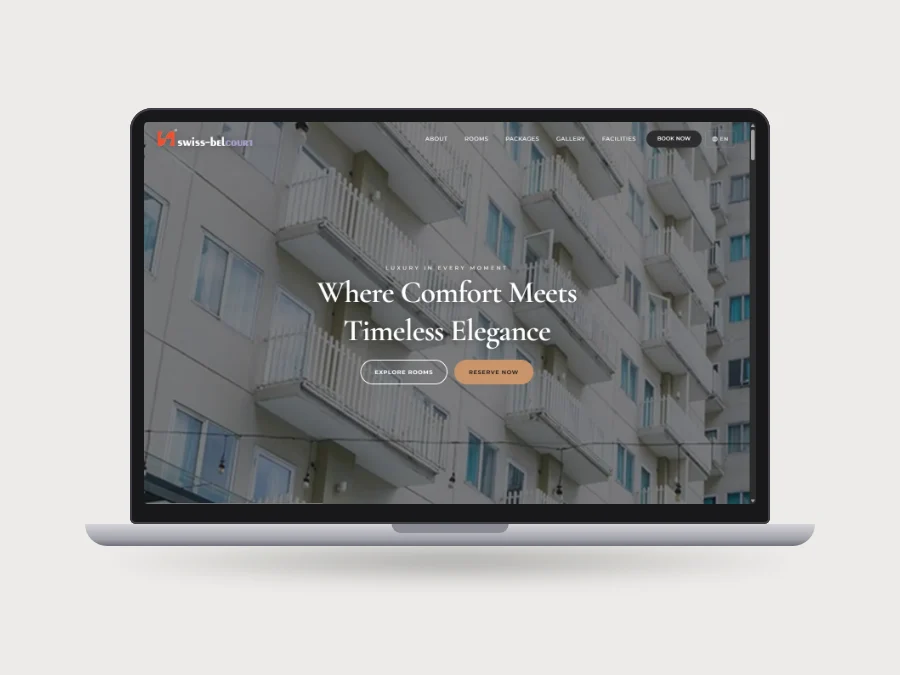 swiss-belcourt
ABOUT ROOMS PACKAGES GALLERY FACILITIES BOOK NOW EN
LUXURY IN EVERY MOMENT
Where Comfort Meets
Timeless Elegance
EXPLORE ROOMS RESERVE NOW